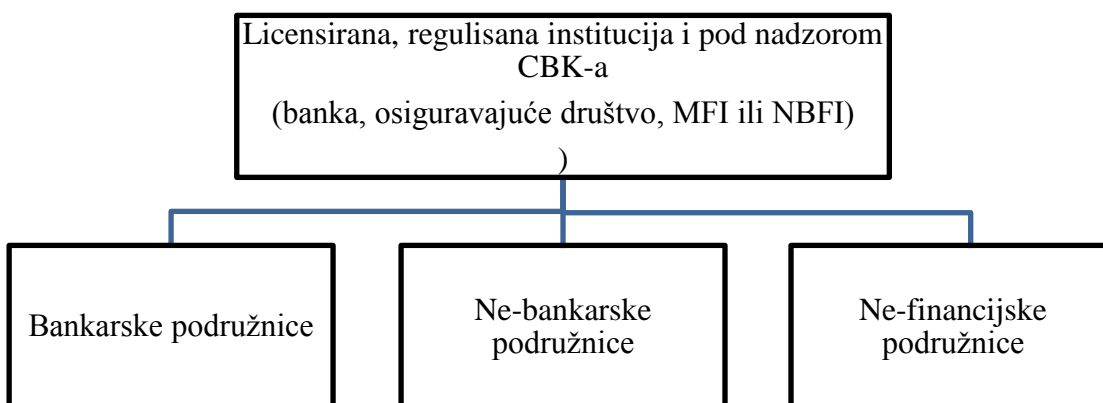 Licensirana, regulisana institucija i pod nadzorom
CBK-a
(banka, osiguravajuće društvo, MFI ili NBFI)
)
Bankarske podružnice
Ne-bankarske
podružnice
Ne-financijske
podružnice